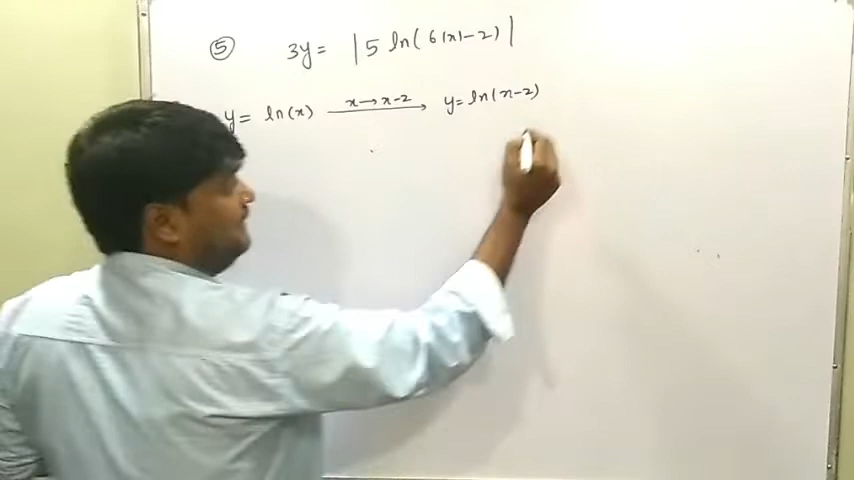 ⑤ 3y = |5 ln(6|x|-2)|
y = ln(x) x→x-2 → y = ln(x-2)